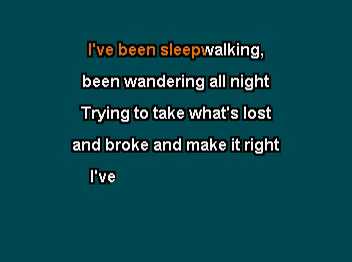 I've been sleepwalking,
been wandering all night
Trying to take what's lost
and broke and make it right
I've